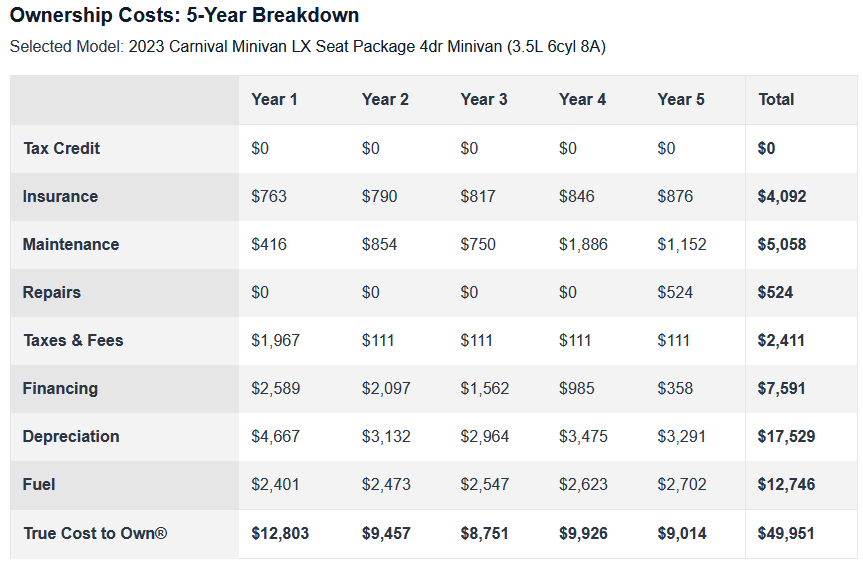 Ownership Costs: 5-Year Breakdown
Selected Model: 2023 Carnival Minivan LX Seat Package 4dr Minivan (3.5L 6cyl 8A)
Year 1 Year 2 Year 3 Year 4 Year 5 Total
Tax Credit $0 $0 $0 $0 $0 $0
Insurance $763 $790 $817 $846 $876 $4,092
Maintenance $416 $854 $750 $1,886 $1,152 $5,058
Repairs $0 $0 $0 $0 $524 $524
Taxes & Fees $1,967 $111 $111 $111 $111 $2,411
Financing $2,589 $2,097 $1,562 $985 $358 $7,591
Depreciation $4,667 $3,132 $2,964 $3,475 $3,291 $17,529
Fuel $2,401 $2,473 $2,547 $2,623 $2,702 $12,746
True Cost to Own® $12,803 $9,457 $8,751 $9,926 $9,014 $49,951